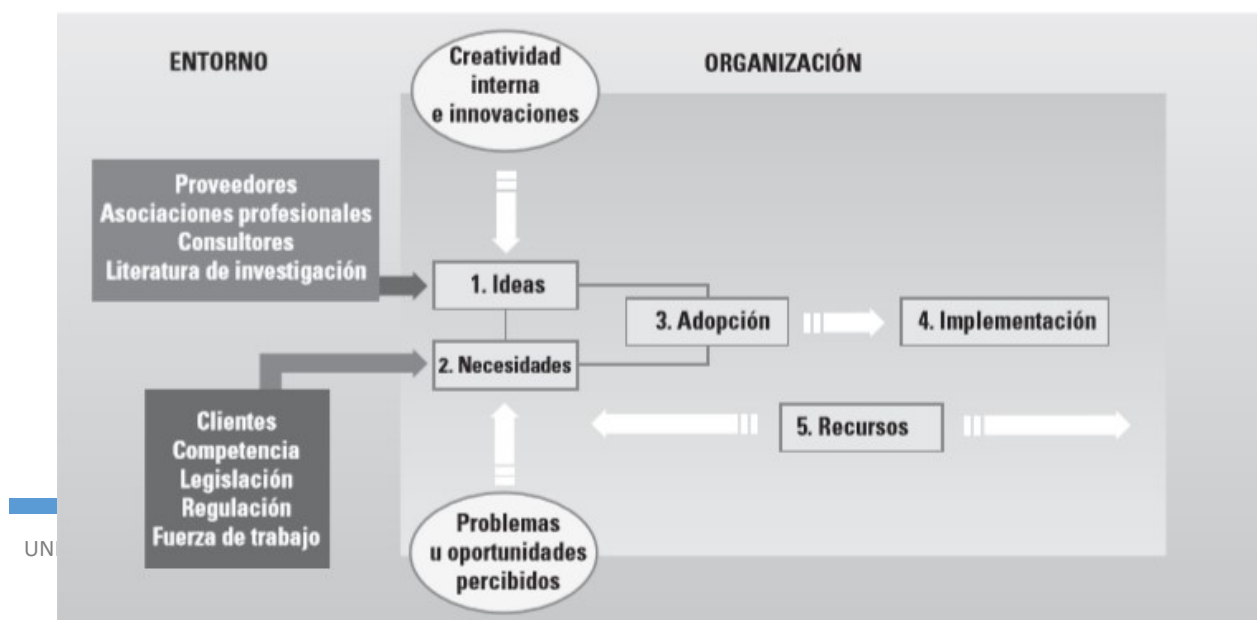 ENTORNO
Creatividad
interna
e innovaciones
ORGANIZACIÓN
Proveedores
Asociaciones profesionales
Consultores
Literatura de investigación
1. Ideas
3. Adopción
4. Implementación
2. Necesidades
Clientes
Competencia
Legislación
Regulación
Fuerza de trabajo
5. Recursos
Problemas
u oportunidades
percibidos